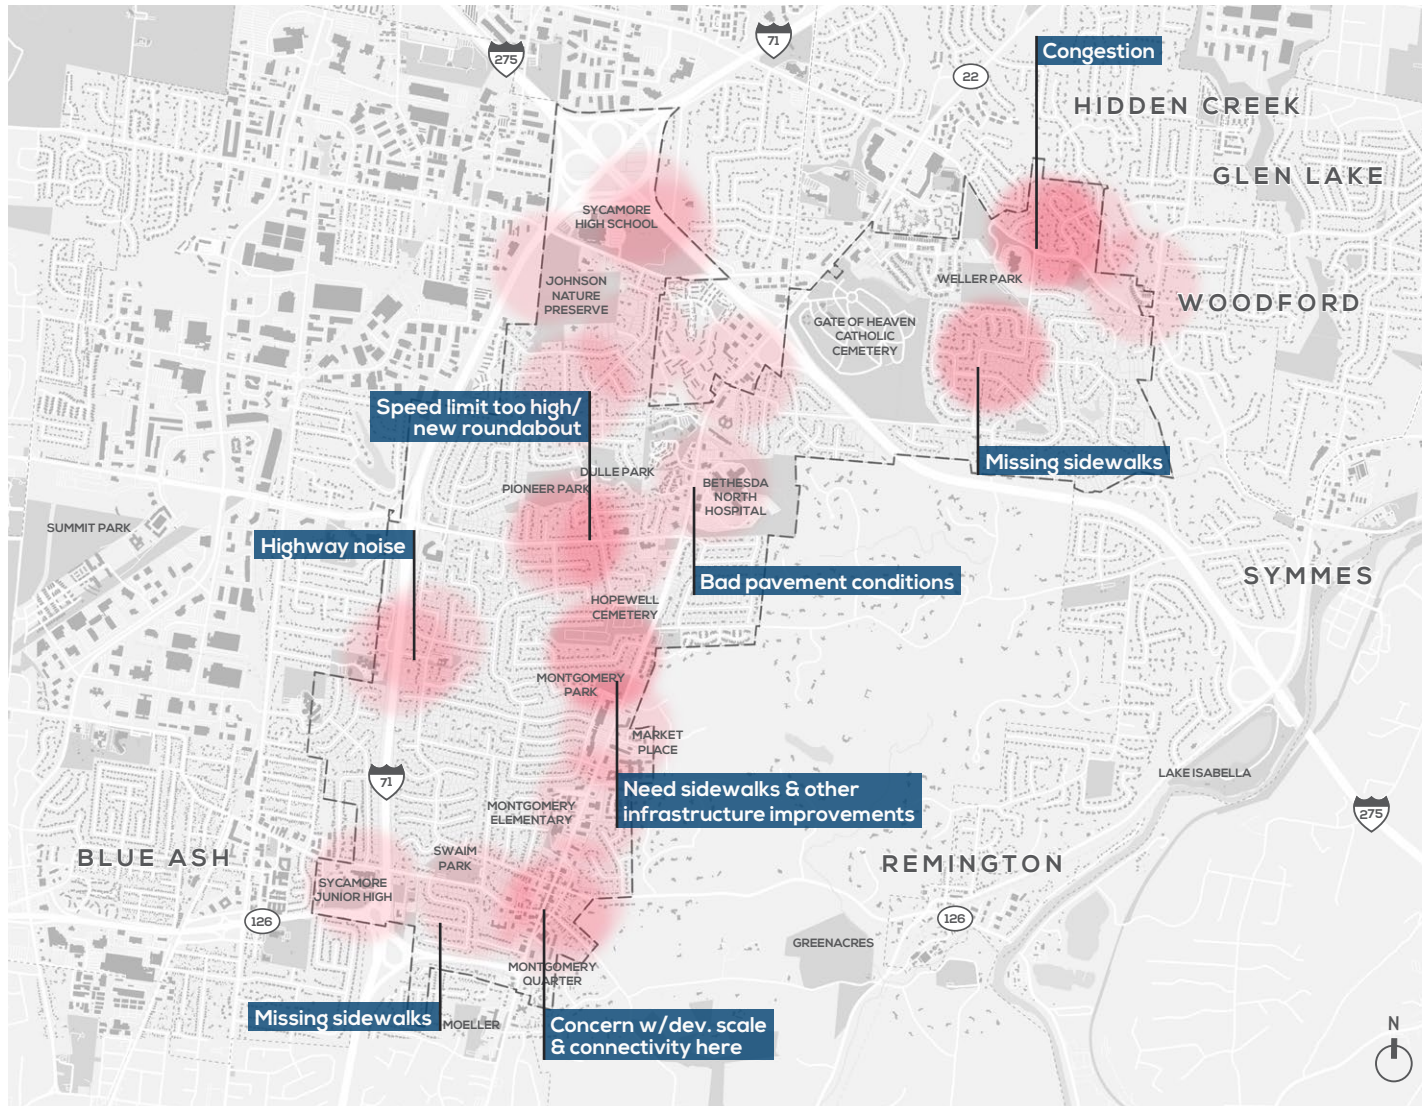 71
275
Congestion
22
HIDDEN CREEK
GLEN LAKE
SYCAMORE
HIGH SCHOOL
WELLER PARK
JOHNSON
NATURE
PRESERVE
WOODFORD
GATE OF HEAVEN
CATHOLIC
CEMETERY
Speed limit too high/
new roundabout
Missing sidewalks
DULLE PARK
PIONEER PARK
BETHESDA
NORTH
HOSPITAL
SUMMIT PARK
Highway noise
Bad pavement conditions
SYMMES
HOPEWELL
CEMETERY
MONTGOMERY
PARK
MARKET
PLACE
LAKE ISABELLA
71
Need sidewalks & other
infrastructure improvements
MONTGOMERY
ELEMENTARY
275
BLUE ASH
SWAIM
PARK
REMINGTON
SYCAMORE
JUNIOR HIGH
126
126
GREENACRES
MONTGOMERY
QUARTER
Missing sidewalks
MOELLER
Concern w/dev. scale
& connectivity here
N